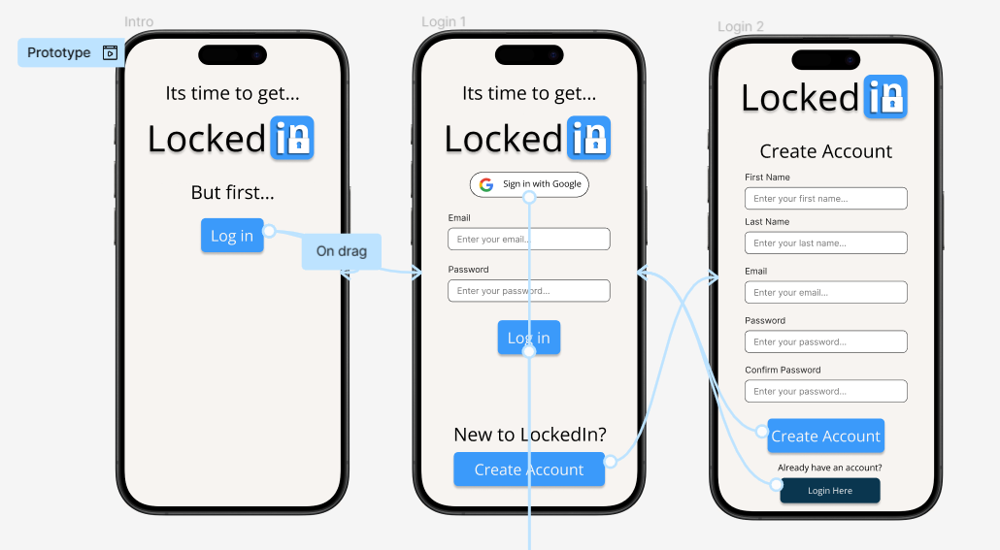 Intro
Prototype
Its time to get...
Locked in
But first...
Log in
On drag
Login 1
Its time to get...
Locked in
Sign in with Google
Email
Enter your email...
Password
Enter your password...
Log in
New to LockedIn?
Create Account
Login 2
Locked in
Create Account
First Name
Enter your first name...
Last Name
Enter your last name...
Email
Enter your email...
Password
Enter your password...
Confirm Password
Enter your password...
Create Account
Already have an account?
Login Here